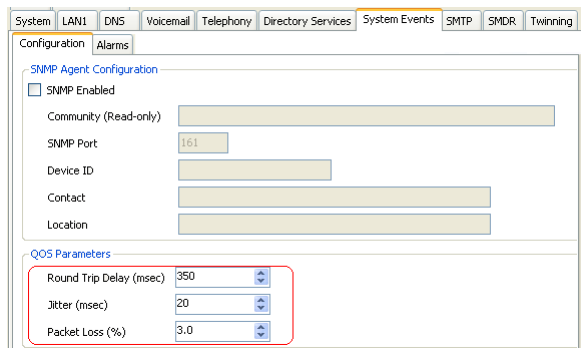 System LAN1 DNS Voicemail Telephony Directory Services System Events SMTP SMDR Twinning
Configuration Alarms
SNMP Agent Configuration
SNMP Enabled
Community (Read-only)
SNMP Port 161
Device ID
Contact
Location
QOS Parameters
Round Trip Delay (msec) 350
Jitter (msec) 20
Packet Loss (%) 3.0